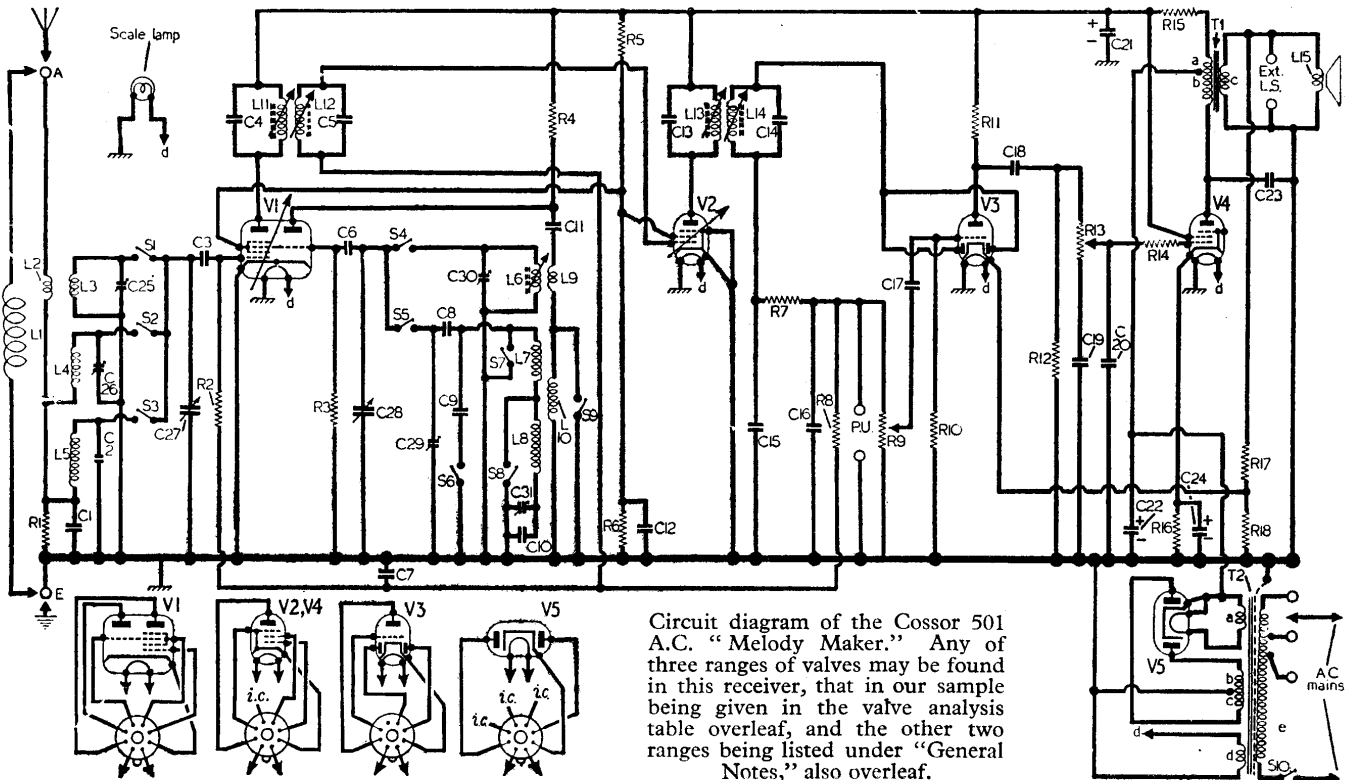 Scale lamp
A
d
L11
L12
C4
C5
R5
R4
L13
L14
C13
C14
C21
+
-
R15
T1
a
b
c
Ext.
L.S.
L15
R11
C18
C23
V1
V2
V3
V4
C11
L2
L3
S1
C3
C25
C6
S4
C30
L6
L9
d
d
d
d
R13
R14
L1
S2
S5
C8
S7
L7
C17
R7
L4
C26
S3
R2
R3
C28
C9
L10
S9
C16
R8
P.U.
R9
R10
R12
C19
C20
C27
L5
C2
C29
S6
S8
L8
C31
C15
R17
C24
C22
+
-
R16
+
-
R18
R1
C1
C10
R6
C12
E
C7
T2
V1
V2,V4
V3
V5
i.c.
i.c.
i.c.
i.c.
a
b
c
d
d
e
V5
A.C.
mains
S10
Circuit diagram of the Cossor 501
A.C. "Melody Maker." Any of
three ranges of valves may be found
in this receiver, that in our sample
being given in the valve analysis
table overleaf, and the other two
ranges being listed under "General
Notes," also overleaf.